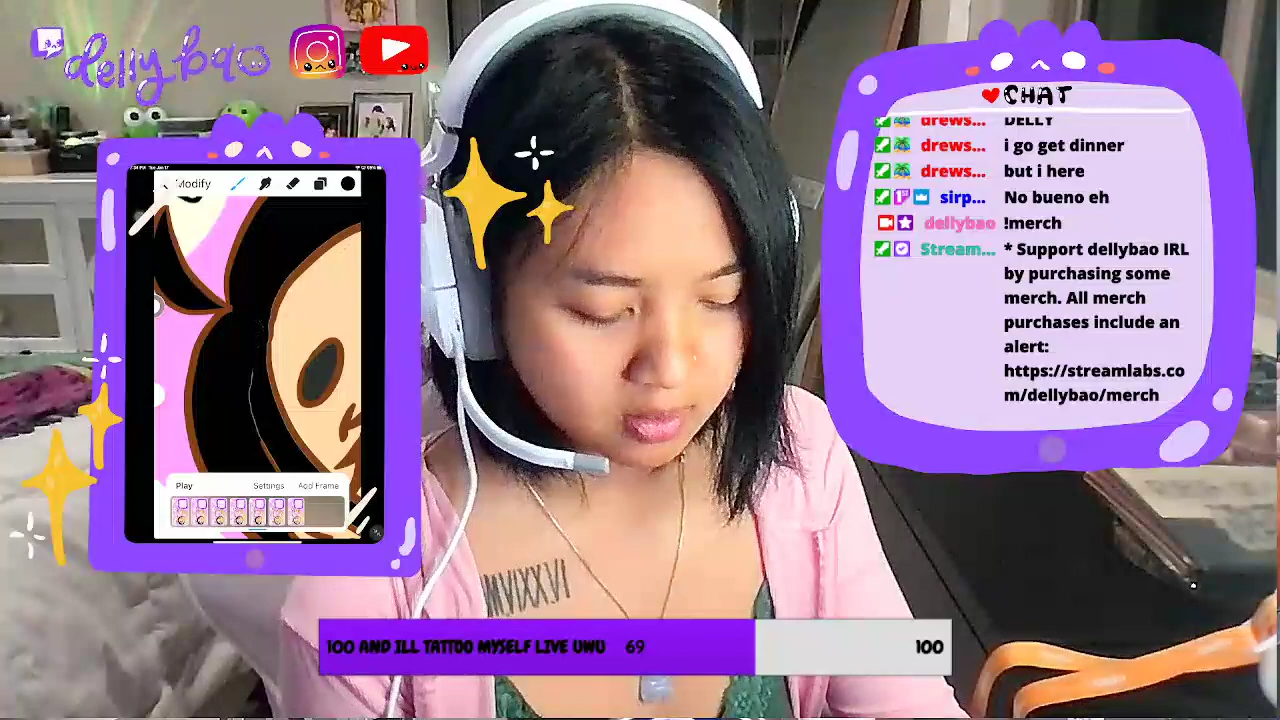 delly bao
CHAT
drews... DELLY
drews... i go get dinner
drews... but i here
sirp... No bueno eh
dellybao !merch
Stream... * Support dellybao IRL
by purchasing some
merch. All merch
purchases include an
alert:
https://streamlabs.co
m/dellybao/merch
Modify
Play Settings Add Frame
MVIXXVI
100 AND ILL TATTOO MYSELF LIVE UWU 69 100